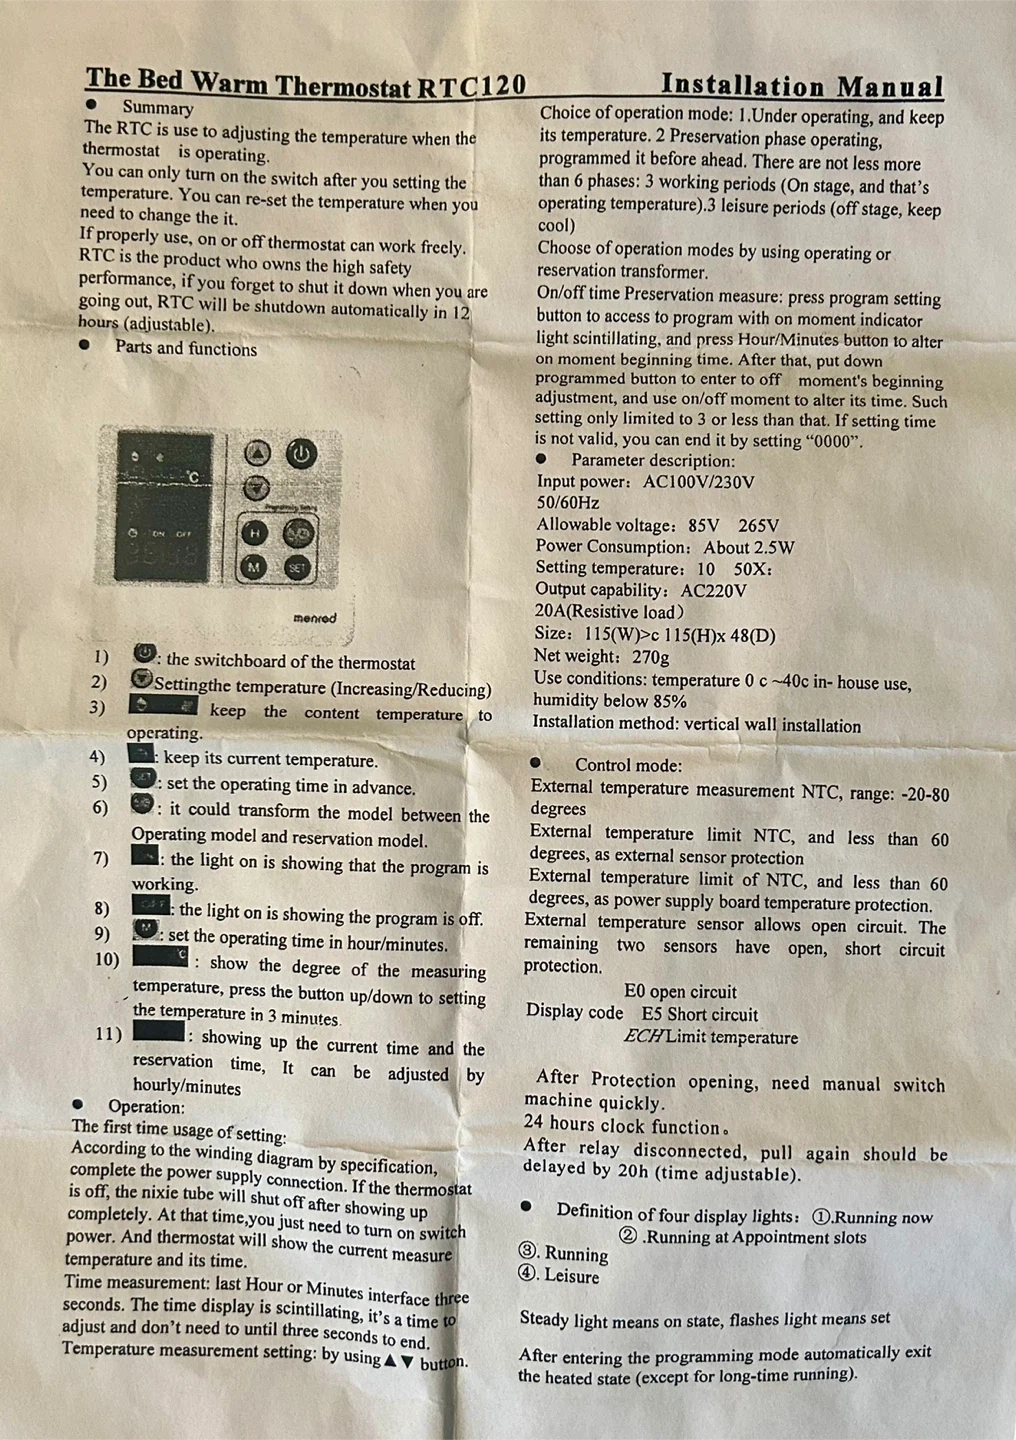 The Bed Warm Thermostat RTC120 Installation Manual
● Summary
The RTC is use to adjusting the temperature when the
thermostat is operating.
You can only turn on the switch after you setting the
temperature. You can re-set the temperature when you
need to change the it.
If properly use, on or off thermostat can work freely.
RTC is the product who owns the high safety
performance, if you forget to shut it down when you are
going out, RTC will be shutdown automatically in 12
hours (adjustable).
● Parts and functions
°C
ON OFF
Programming Setting
H
M SET
menred
1) : the switchboard of the thermostat
2) Settingthe temperature (Increasing/Reducing)
3) keep the content temperature to
operating.
4) : keep its current temperature.
5) : set the operating time in advance.
6) : it could transform the model between the
Operating model and reservation model.
7) : the light on is showing that the program is
working.
8) OFF : the light on is showing the program is off.
9) M : set the operating time in hour/minutes.
10) °C : show the degree of the measuring
temperature, press the button up/down to setting
the temperature in 3 minutes.
11) : showing up the current time and the
reservation time, It can be adjusted by
hourly/minutes
● Operation:
The first time usage of setting:
According to the winding diagram by specification,
complete the power supply connection. If the thermostat
is off, the nixie tube will shut off after showing up
completely. At that time,you just need to turn on switch
power. And thermostat will show the current measure
temperature and its time.
Time measurement: last Hour or Minutes interface three
seconds. The time display is scintillating, it's a time to
adjust and don't need to until three seconds to end.
Temperature measurement setting: by using ▲ ▼ button.
Choice of operation mode: 1.Under operating, and keep
its temperature. 2 Preservation phase operating,
programmed it before ahead. There are not less more
than 6 phases: 3 working periods (On stage, and that's
operating temperature).3 leisure periods (off stage, keep
cool)
Choose of operation modes by using operating or
reservation transformer.
On/off time Preservation measure: press program setting
button to access to program with on moment indicator
light scintillating, and press Hour/Minutes button to alter
on moment beginning time. After that, put down
programmed button to enter to off moment's beginning
adjustment, and use on/off moment to alter its time. Such
setting only limited to 3 or less than that. If setting time
is not valid, you can end it by setting “0000”.
● Parameter description:
Input power: AC100V/230V
50/60Hz
Allowable voltage: 85V 265V
Power Consumption: About 2.5W
Setting temperature: 10 50X:
Output capability: AC220V
20A(Resistive load)
Size: 115(W)>c 115(H)x 48(D)
Net weight: 270g
Use conditions: temperature 0 c ~40c in- house use,
humidity below 85%
Installation method: vertical wall installation
● Control mode:
External temperature measurement NTC, range: -20-80
degrees
External temperature limit NTC, and less than 60
degrees, as external sensor protection
External temperature limit of NTC, and less than 60
degrees, as power supply board temperature protection.
External temperature sensor allows open circuit. The
remaining two sensors have open, short circuit
protection.
E0 open circuit
Display code E5 Short circuit
ECH Limit temperature
After Protection opening, need manual switch
machine quickly.
24 hours clock function。
After relay disconnected, pull again should be
delayed by 20h (time adjustable).
● Definition of four display lights: ①.Running now
② .Running at Appointment slots
③. Running
④. Leisure
Steady light means on state, flashes light means set
After entering the programming mode automatically exit
the heated state (except for long-time running).